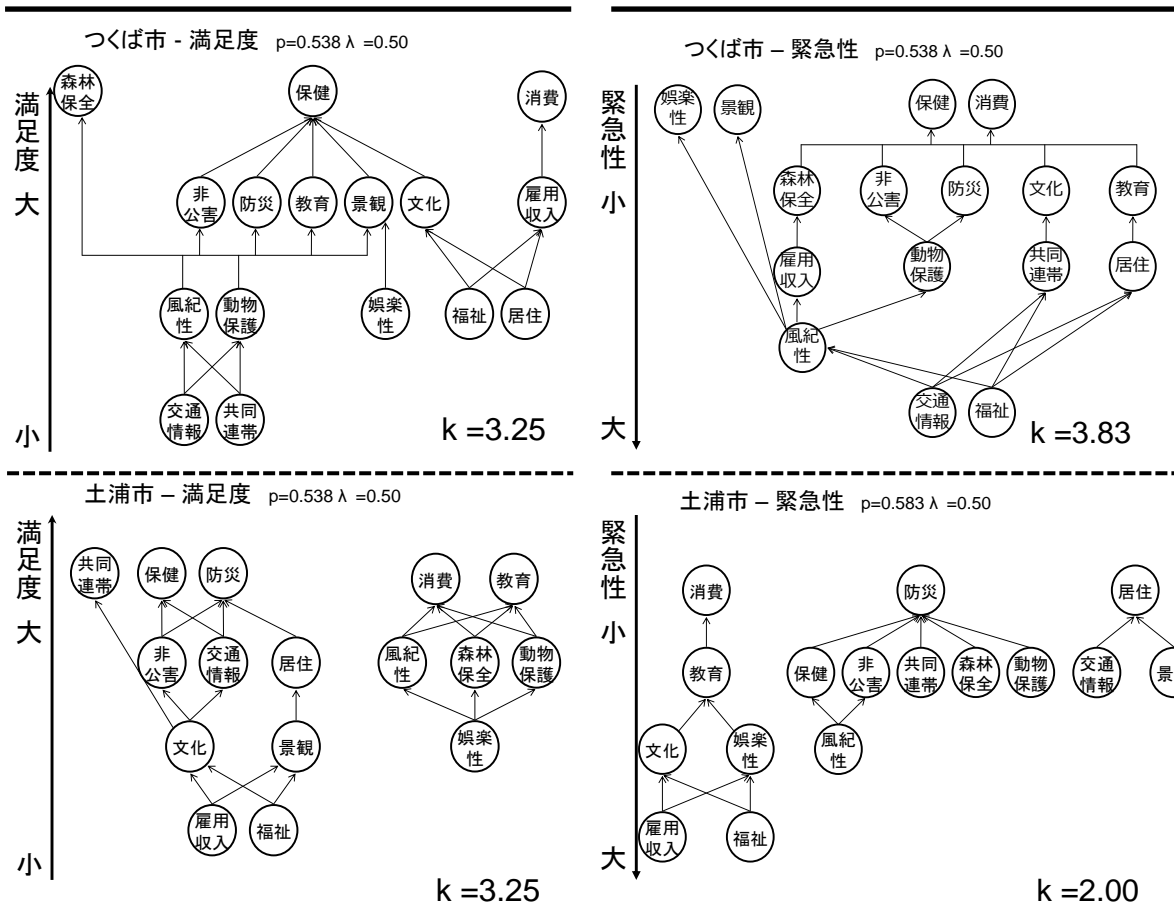 つくば市 - 満足度 p=0.538 λ =0.50
満足度 大
小
森林
保全
保健
消費
非
公害
防災
教育
景観
文化
雇用
収入
風紀
性
動物
保護
娯楽
性
福祉
居住
交通
情報
共同
連帯
k =3.25
つくば市 – 緊急性 p=0.538 λ =0.50
緊急性 小
大
娯楽
性
景観
保健
消費
森林
保全
非
公害
防災
文化
教育
雇用
収入
動物
保護
共同
連帯
居住
風紀
性
交通
情報
福祉
k =3.83
土浦市 – 満足度 p=0.538 λ =0.50
満足度 大
小
共同
連帯
保健
防災
消費
教育
非
公害
交通
情報
居住
風紀
性
森林
保全
動物
保護
文化
景観
娯楽
性
雇用
収入
福祉
k =3.25
土浦市 – 緊急性 p=0.583 λ =0.50
緊急性 小
大
消費
防災
居住
教育
保健
非
公害
共同
連帯
森林
保全
動物
保護
交通
情報
景
文化
娯楽
性
風紀
性
雇用
収入
福祉
k =2.00